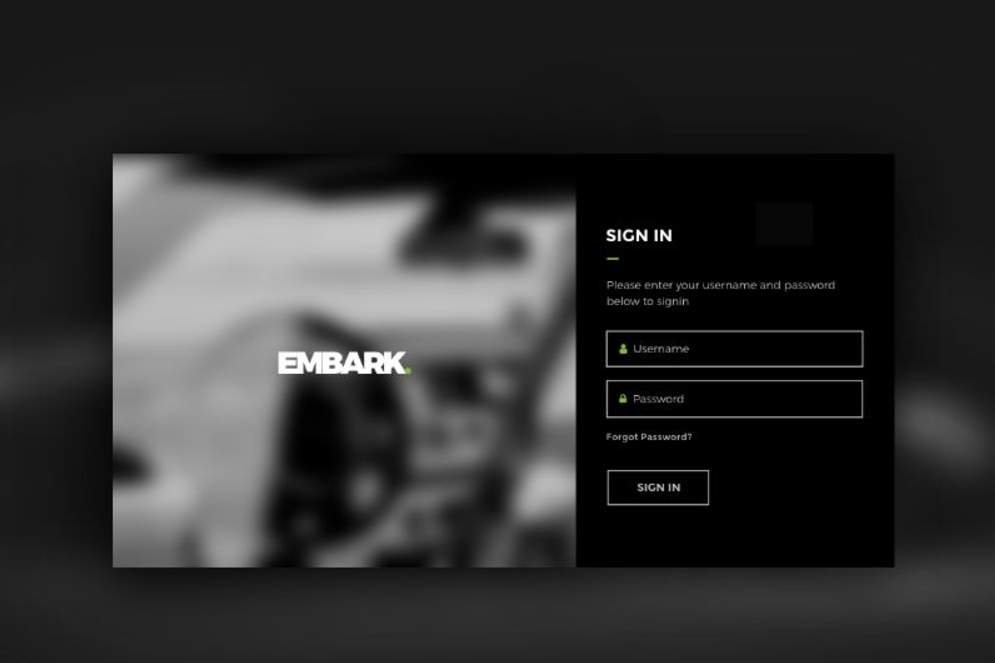 EMBARK.
SIGN IN
Please enter your username and password
below to signin
Username
Password
Forgot Password?
SIGN IN